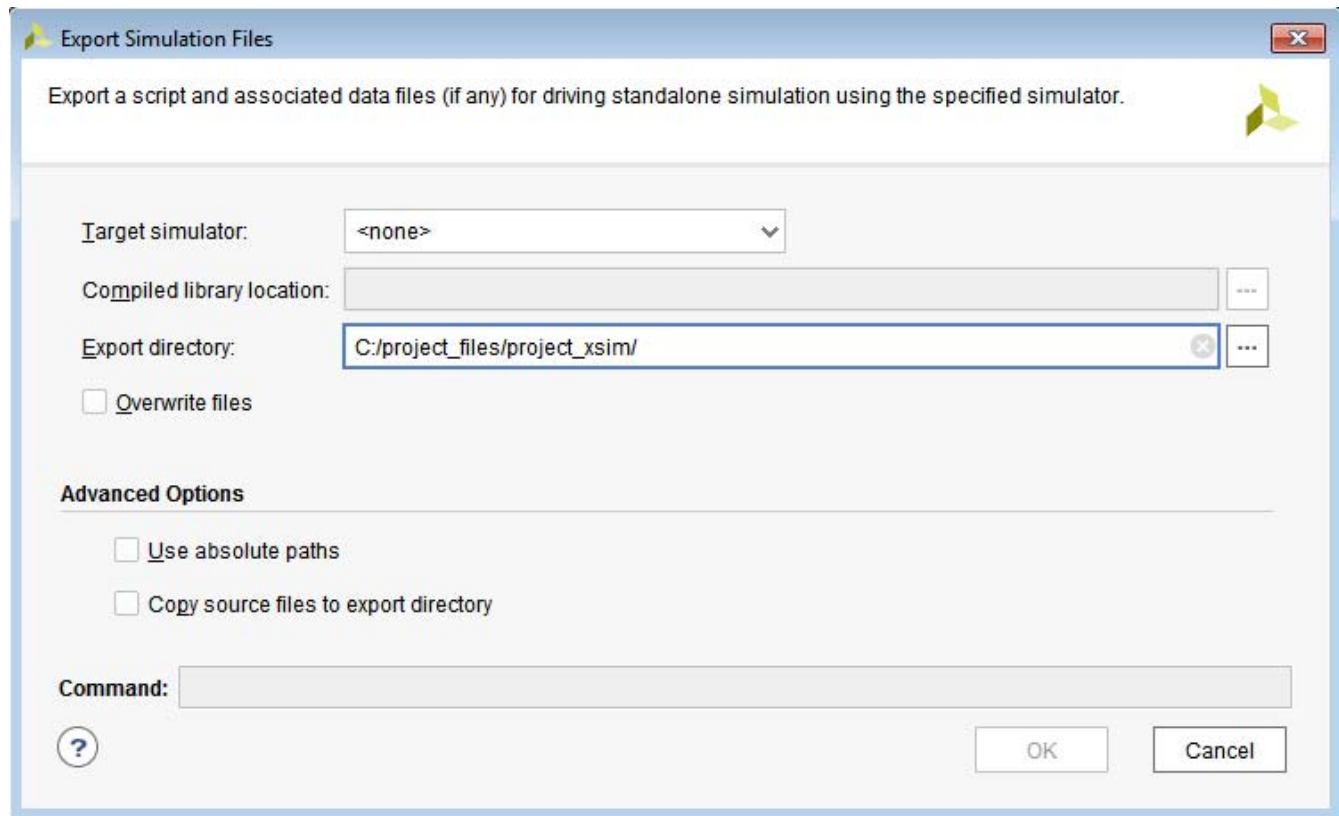 Export Simulation Files
Export a script and associated data files (if any) for driving standalone simulation using the specified simulator.
Target simulator: <none>
Compiled library location: ---
Export directory: C:/project_files/project_xsim/ ---
Overwrite files
Advanced Options
Use absolute paths
Copy source files to export directory
Command:
? OK Cancel